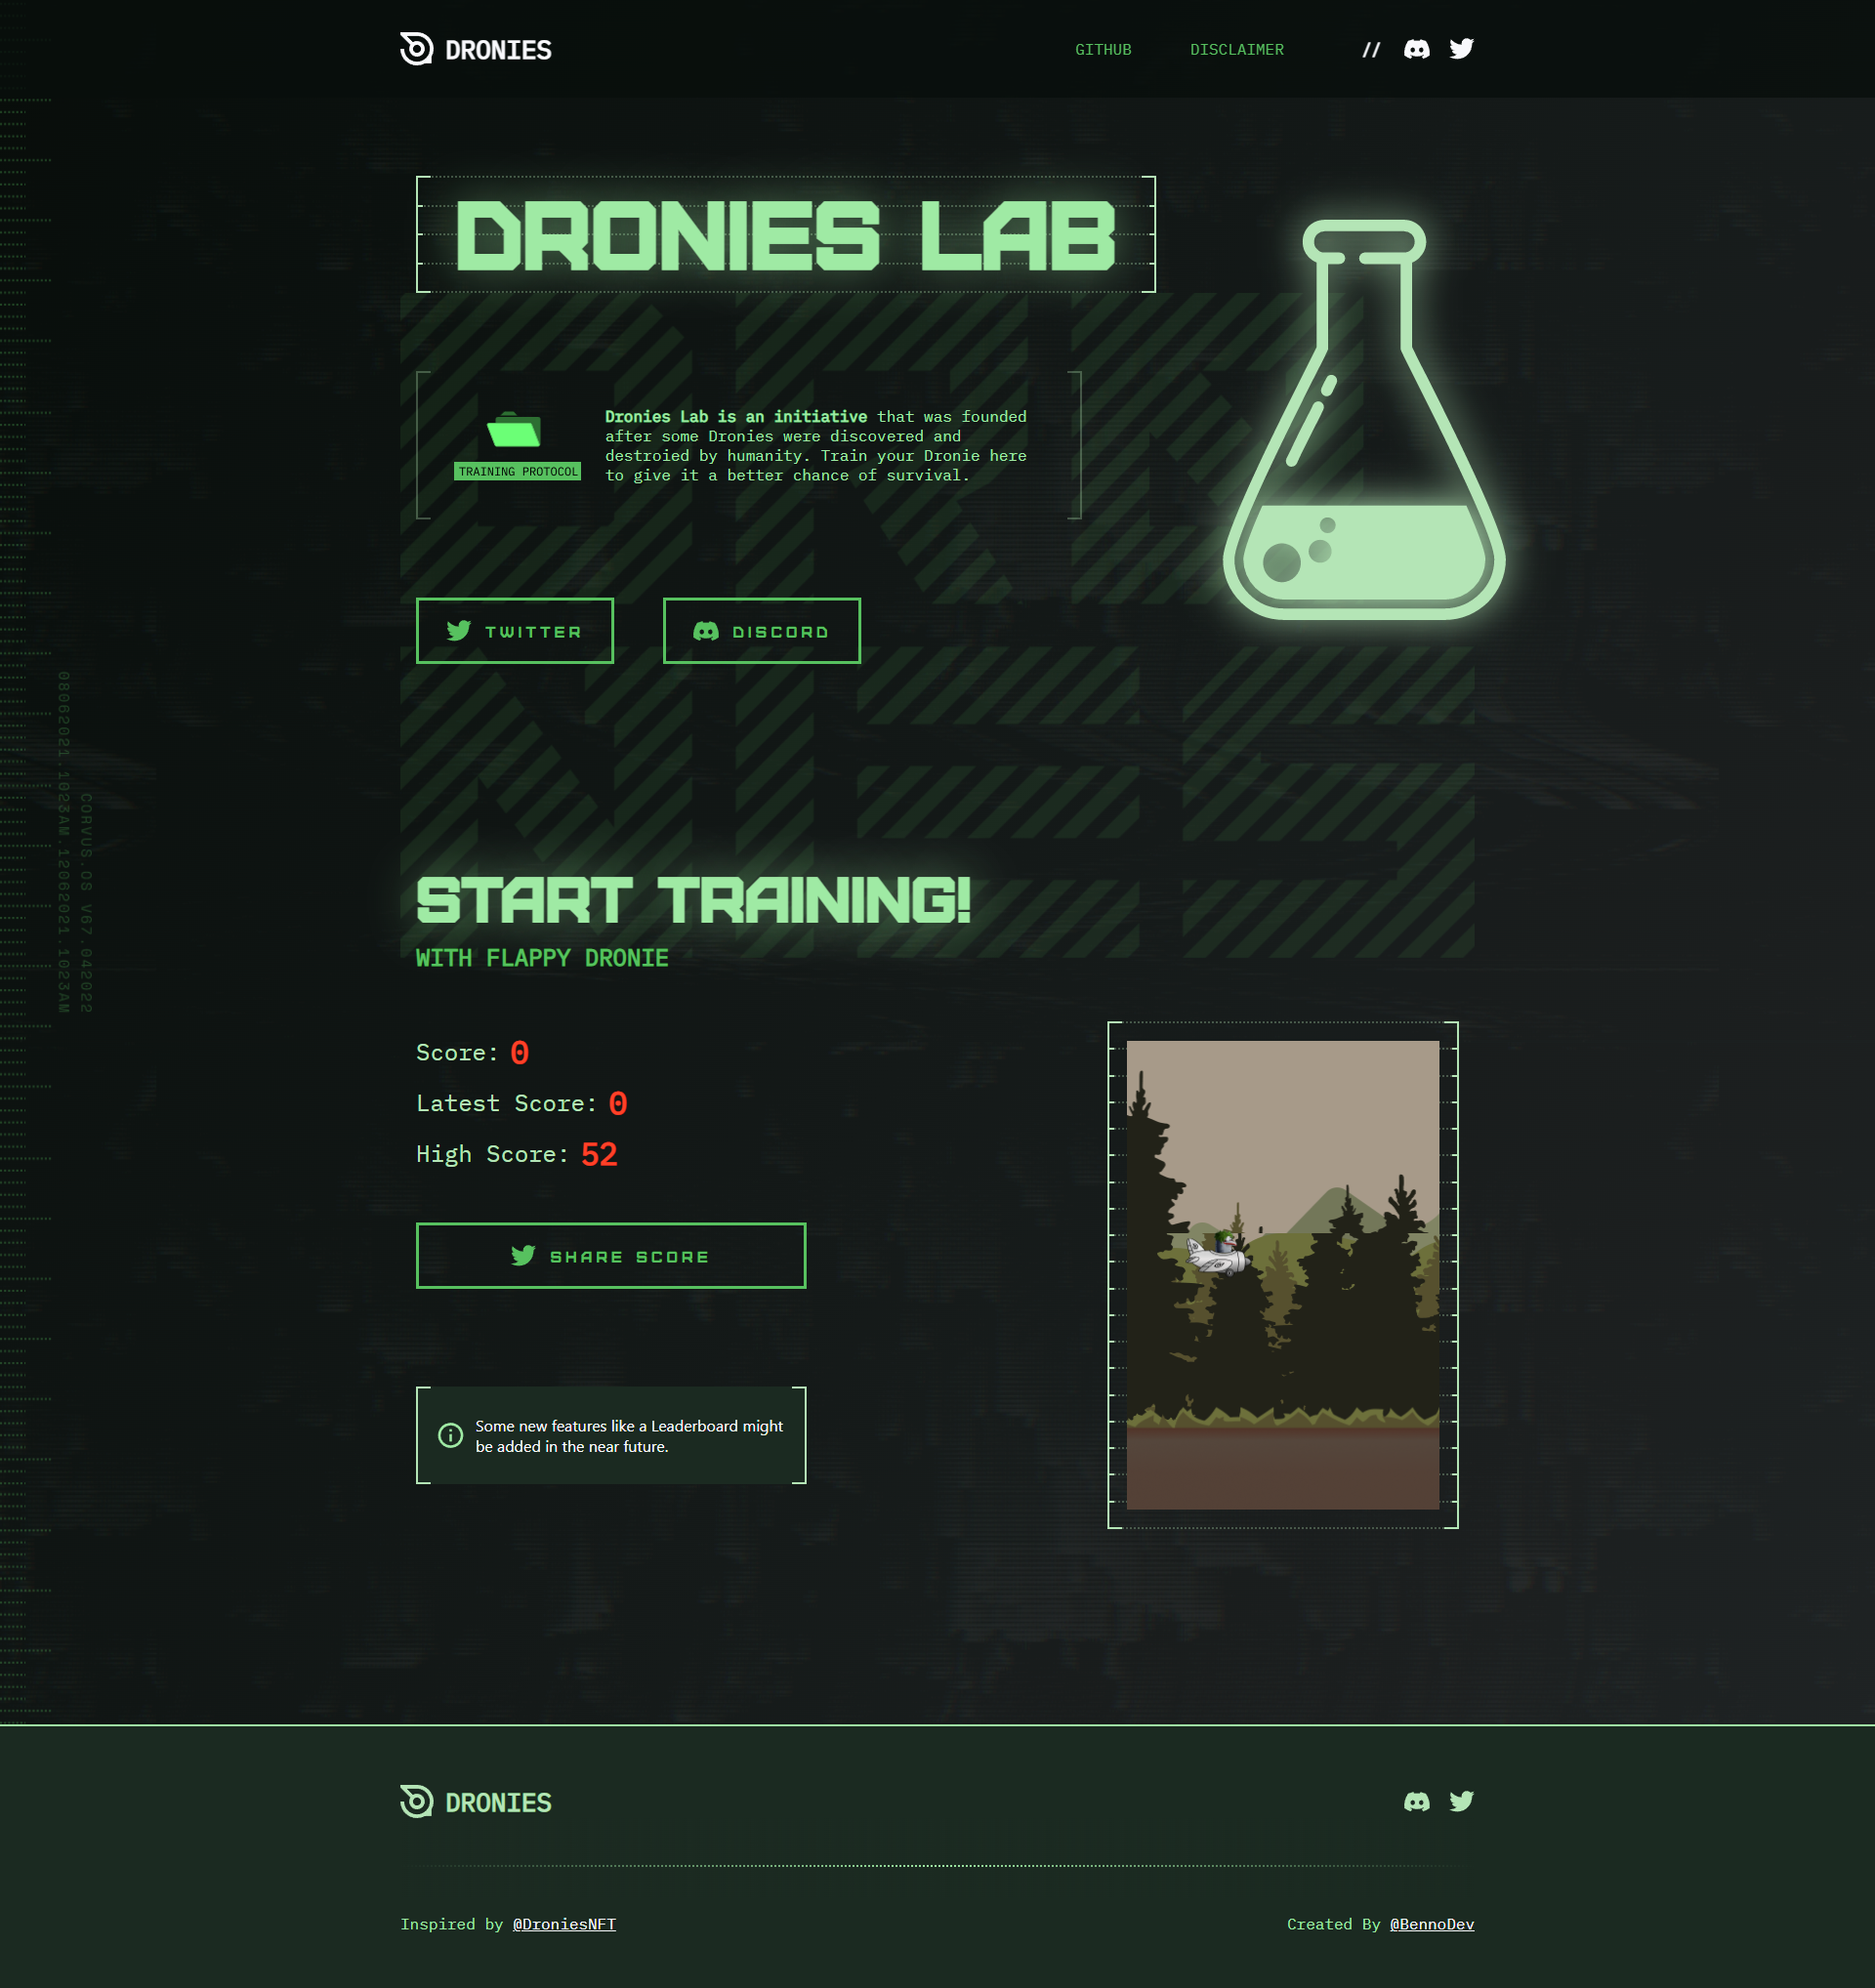 DRONIES
GITHUB
DISCLAIMER
//
DRONIES LAB
Dronies Lab is an initiative that was founded
after some Dronies were discovered and
destroied by humanity. Train your Dronie here
to give it a better chance of survival.
TRAINING PROTOCOL
TWITTER
DISCORD
DRO
NIES
08062021.1023AM.12062021.1023AM
CORVUS.OS V67.042022
START TRAINING!
WITH FLAPPY DRONIE
Score: 0
Latest Score: 0
High Score: 52
SHARE SCORE
Some new features like a Leaderboard might
be added in the near future.
DRONIES
Inspired by @DroniesNFT
Created By @BennoDev